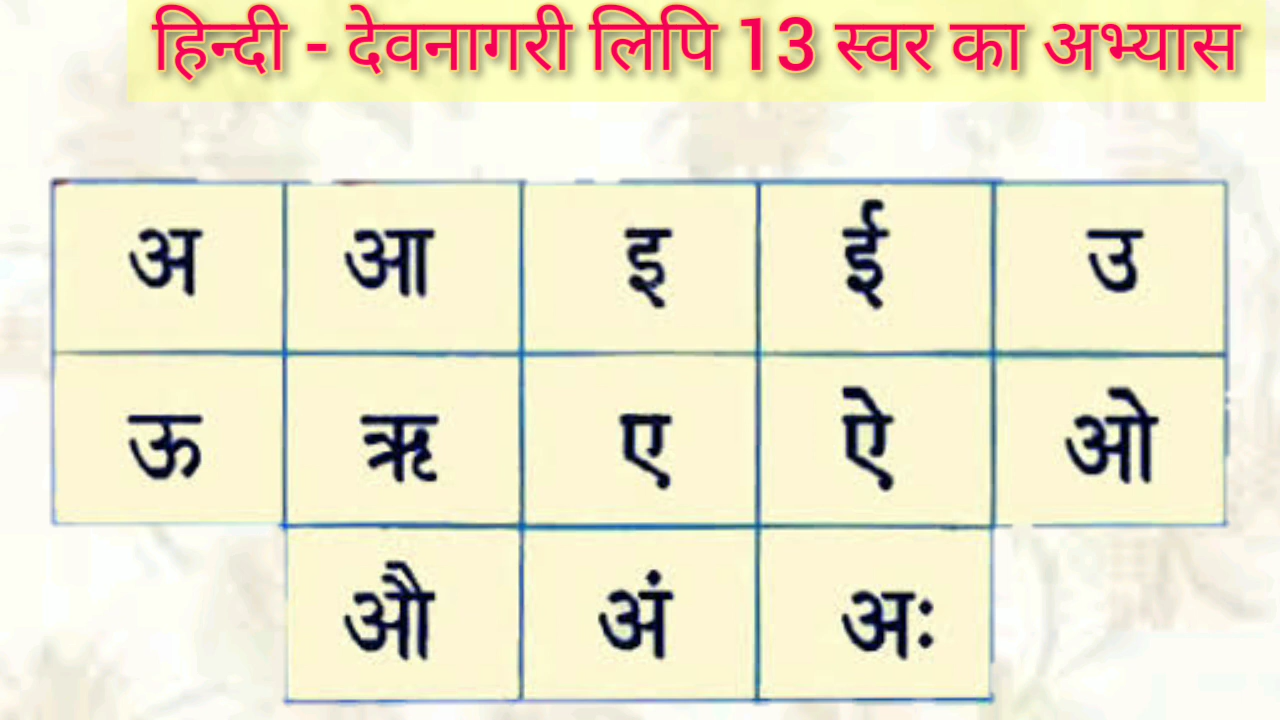 हिन्दी - देवनागरी लिपि 13 स्वर का अभ्यास
अ आ इ ई उ
ऊ ऋ ए ऐ ओ
औ अं अः